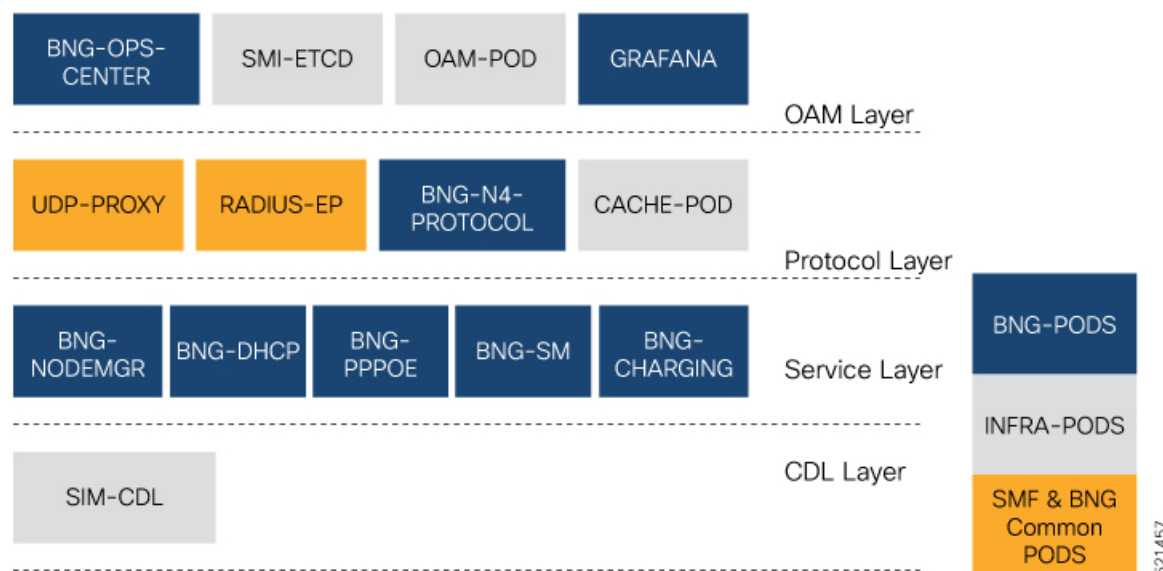 BNG-OPS-
CENTER
SMI-ETCD
OAM-POD
GRAFANA
OAM Layer
UDP-PROXY
RADIUS-EP
BNG-N4-
PROTOCOL
CACHE-POD
Protocol Layer
BNG-
NODEMGR
BNG-DHCP
BNG-
PPPOE
BNG-SM
BNG-
CHARGING
Service Layer
SIM-CDL
CDL Layer
BNG-PODS
INFRA-PODS
SMF & BNG
Common
PODS
521457